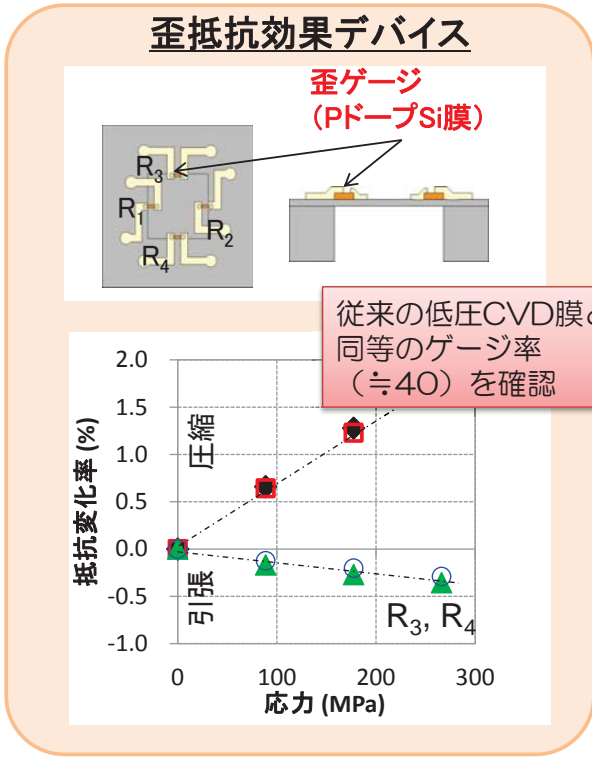 歪抵抗効果デバイス
歪ゲージ
（PドープSi膜）
R3
R1
R2
R4
従来の低圧CVD膜
同等のゲージ率
（≒40）を確認
2.0
1.5
1.0
0.5
0.0
-0.5
-1.0
抵抗変化率 (%)
圧縮
引張
R3, R4
0
100
200
300
応力 (MPa)